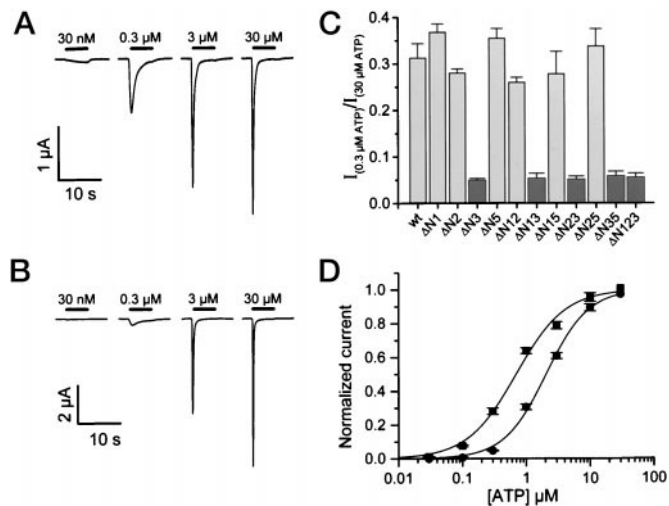 A
30 nM 0.3 µM 3 µM 30 µM
1 µA
10 s
B
30 nM 0.3 µM 3 µM 30 µM
2 µA
10 s
C
I(0.3 µM ATP)/I(30 µM ATP)
0.4
0.3
0.2
0.1
0.0
wt ΔN1 ΔN2 ΔN3 ΔN5 ΔN12 ΔN13 ΔN15 ΔN23 ΔN25 ΔN35 ΔN123
D
Normalized current
1.0
0.8
0.6
0.4
0.2
0.0
0.01 0.1 1 10 100
[ATP] µM